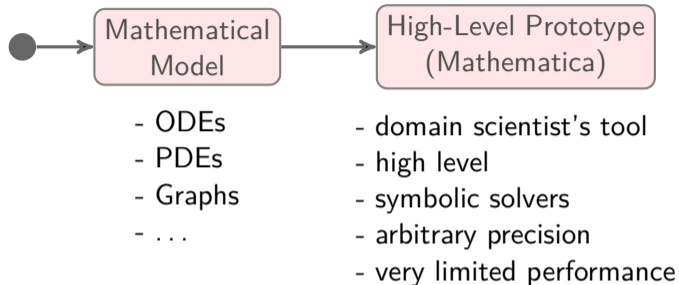 Mathematical
Model
High-Level Prototype
(Mathematica)
- ODEs
- PDEs
- Graphs
- ...
- domain scientist's tool
- high level
- symbolic solvers
- arbitrary precision
- very limited performance